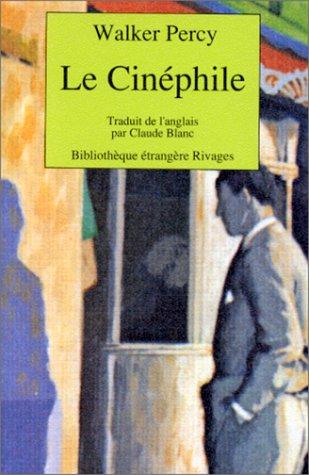 Walker Percy
Le Cinéphile
Traduit de l'anglais
par Claude Blanc
Bibliothèque étrangère Rivages